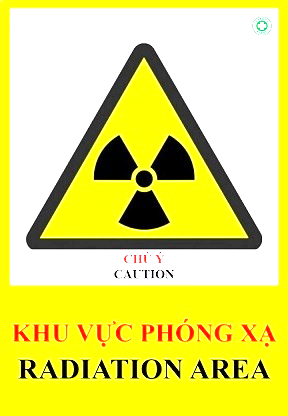 CHÚ Ý
CAUTION
KHU VỰC PHÓNG XẠ
RADIATION AREA